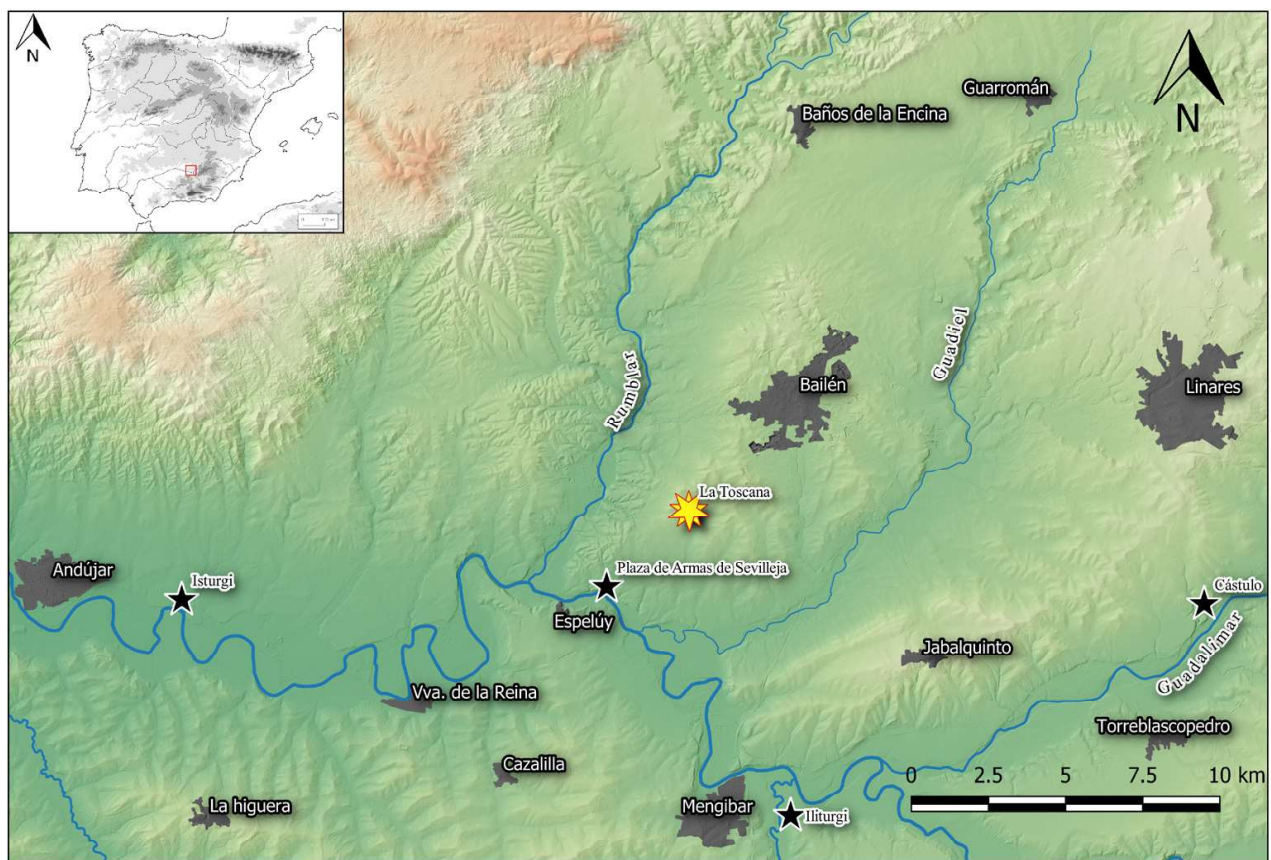 N
N
Guarromán
Baños de la Encina
Rumblar
Guadiel
Bailén
Linares
La Toscana
Andújar
Isturgi
Plaza de Armas de Sevilleja
Cástulo
Espelúy
Jabalquinto
Guadalimar
Vva. de la Reina
Torreblascopedro
Cazalilla
0 2.5 5 7.5 10 km
La higuera
Mengibar
Iliturgi